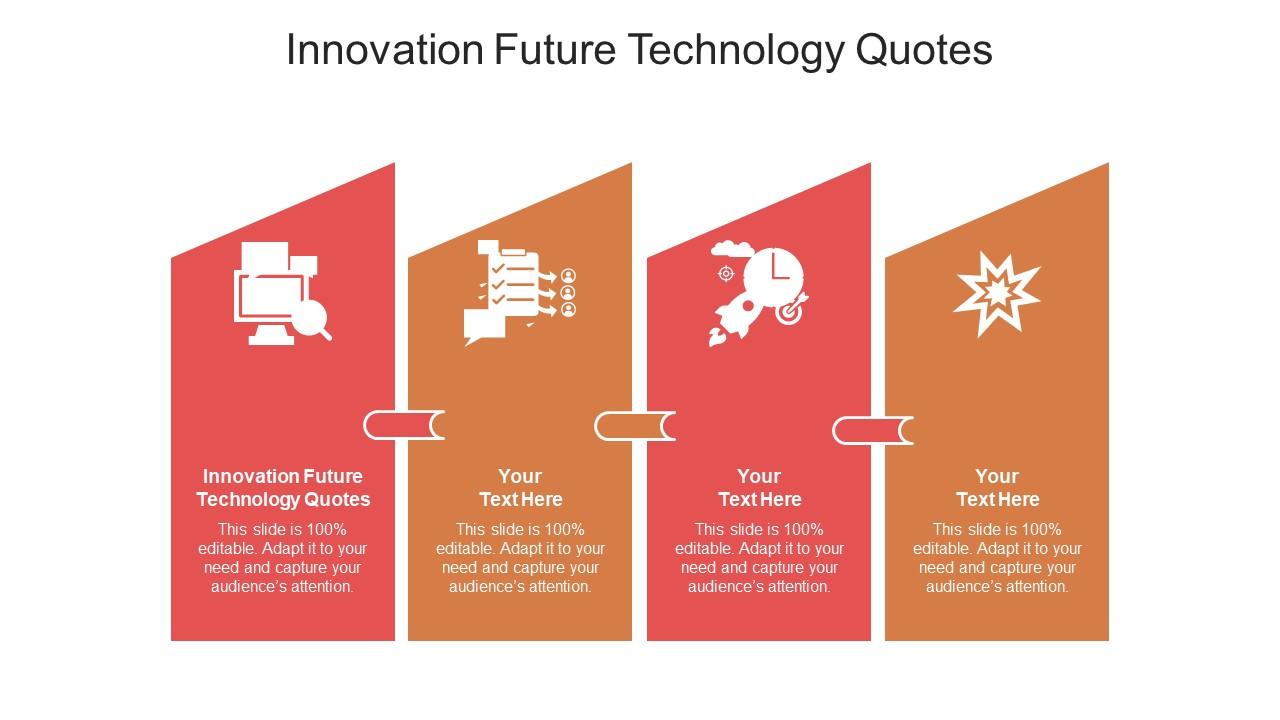 Innovation Future Technology Quotes
Innovation Future
Technology Quotes
This slide is 100%
editable. Adapt it to your
need and capture your
audience’s attention.
Your
Text Here
This slide is 100%
editable. Adapt it to your
need and capture your
audience’s attention.
Your
Text Here
This slide is 100%
editable. Adapt it to your
need and capture your
audience’s attention.
Your
Text Here
This slide is 100%
editable. Adapt it to your
need and capture your
audience’s attention.